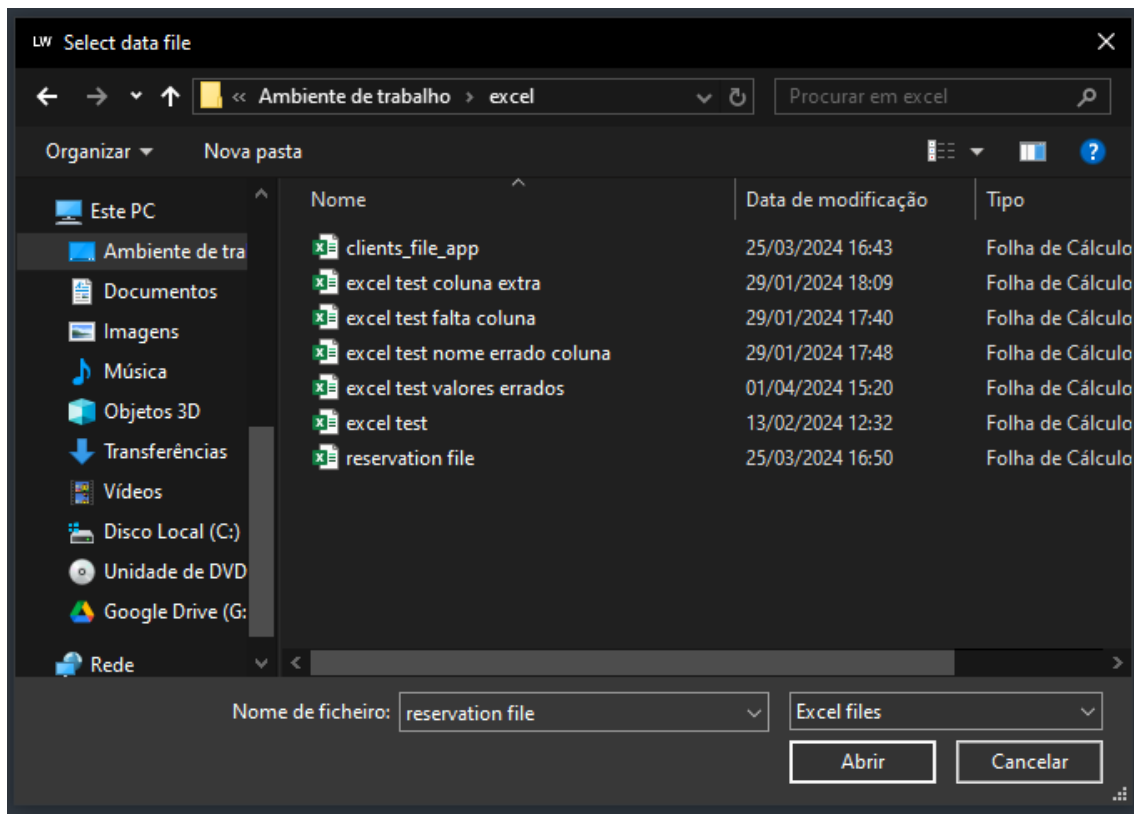 LW Select data file
« Ambiente de trabalho > excel
Procurar em excel
Organizar
Nova pasta
?
Este PC
Ambiente de tra
Documentos
Imagens
Música
Objetos 3D
Transferências
Vídeos
Disco Local (C:)
Unidade de DVD
Google Drive (G:
Rede
Nome Data de modificação Tipo
clients_file_app 25/03/2024 16:43 Folha de Cálculo
excel test coluna extra 29/01/2024 18:09 Folha de Cálculo
excel test falta coluna 29/01/2024 17:40 Folha de Cálculo
excel test nome errado coluna 29/01/2024 17:48 Folha de Cálculo
excel test valores errados 01/04/2024 15:20 Folha de Cálculo
excel test 13/02/2024 12:32 Folha de Cálculo
reservation file 25/03/2024 16:50 Folha de Cálculo
Nome de ficheiro: reservation file
Excel files
Abrir
Cancelar